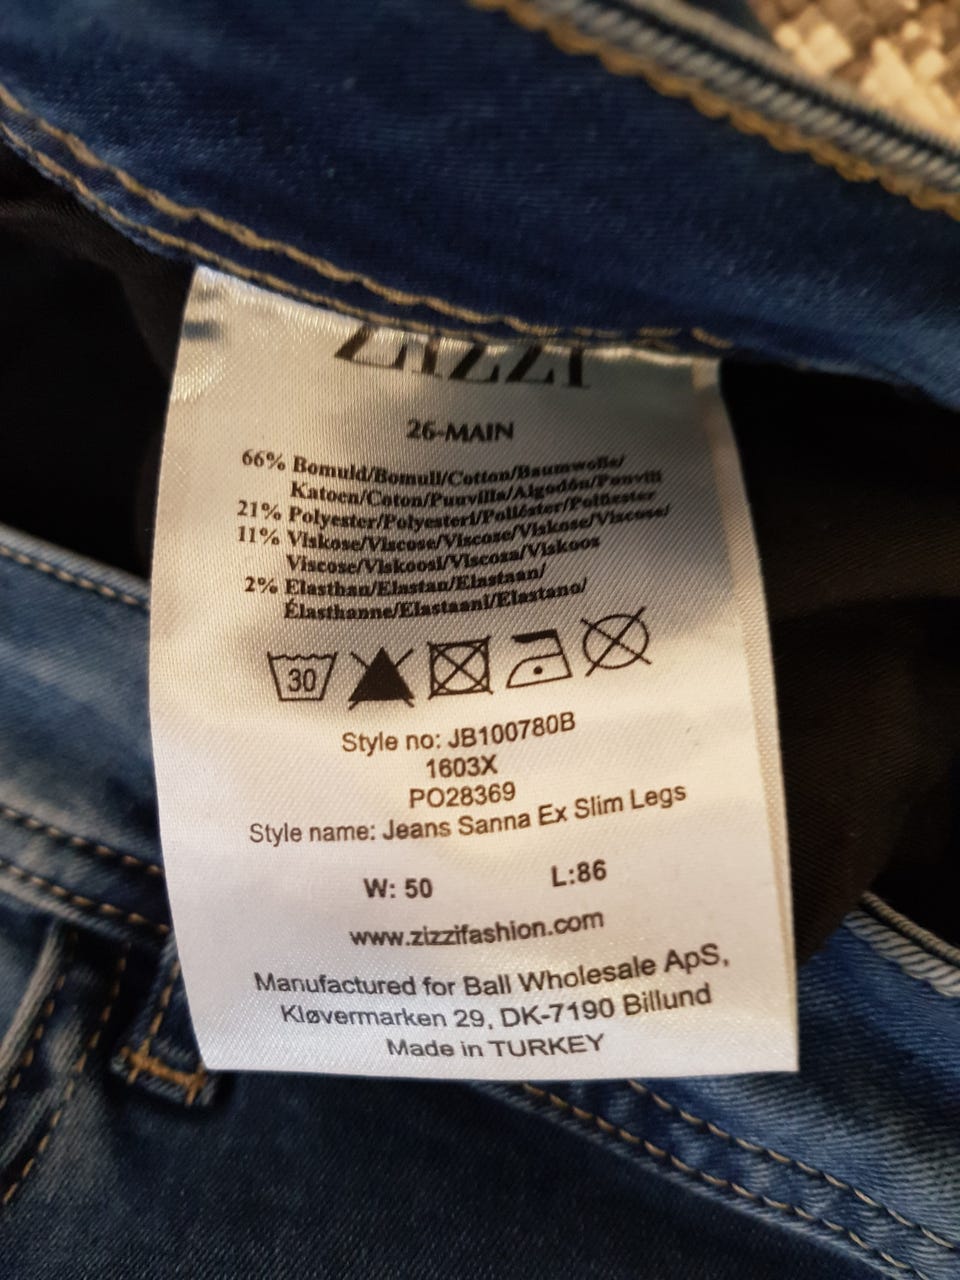 ZIZZI
26-MAIN
66% Bomuld/Bomull/Cotton/Baumwolle/
Katoen/Coton/Puuvilla/Algodón/Puuvill
21% Polyester/Polyesteri/Poliéster/Polüester
11% Viskose/Viscose/Viscose/Viskose/Viscose/
Viscose/Viskoosi/Viscosa/Viskoos
2% Elasthan/Elastan/Elastaan/
Élasthanne/Elastaani/Elastano/
30
Style no: JB100780B
1603X
PO28369
Style name: Jeans Sanna Ex Slim Legs
W: 50 L:86
www.zizzifashion.com
Manufactured for Ball Wholesale ApS,
Kløvermarken 29, DK-7190 Billund
Made in TURKEY